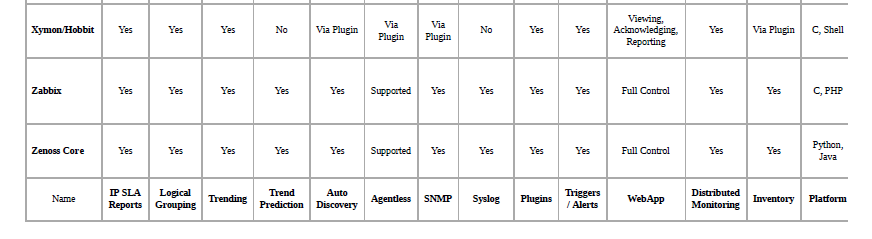 Xymon/Hobbit Yes Yes Yes No Via Plugin Via Plugin Via Plugin No Yes Yes Viewing, Acknowledging, Reporting Yes Via Plugin C, Shell
Zabbix Yes Yes Yes Yes Yes Supported Yes Yes Yes Yes Full Control Yes Yes C, PHP
Zenoss Core Yes Yes Yes Yes Yes Supported Yes Yes Yes Yes Full Control Yes Yes Python, Java
Name IP SLA Reports Logical Grouping Trending Trend Prediction Auto Discovery Agentless SNMP Syslog Plugins Triggers / Alerts WebApp Distributed Monitoring Inventory Platform